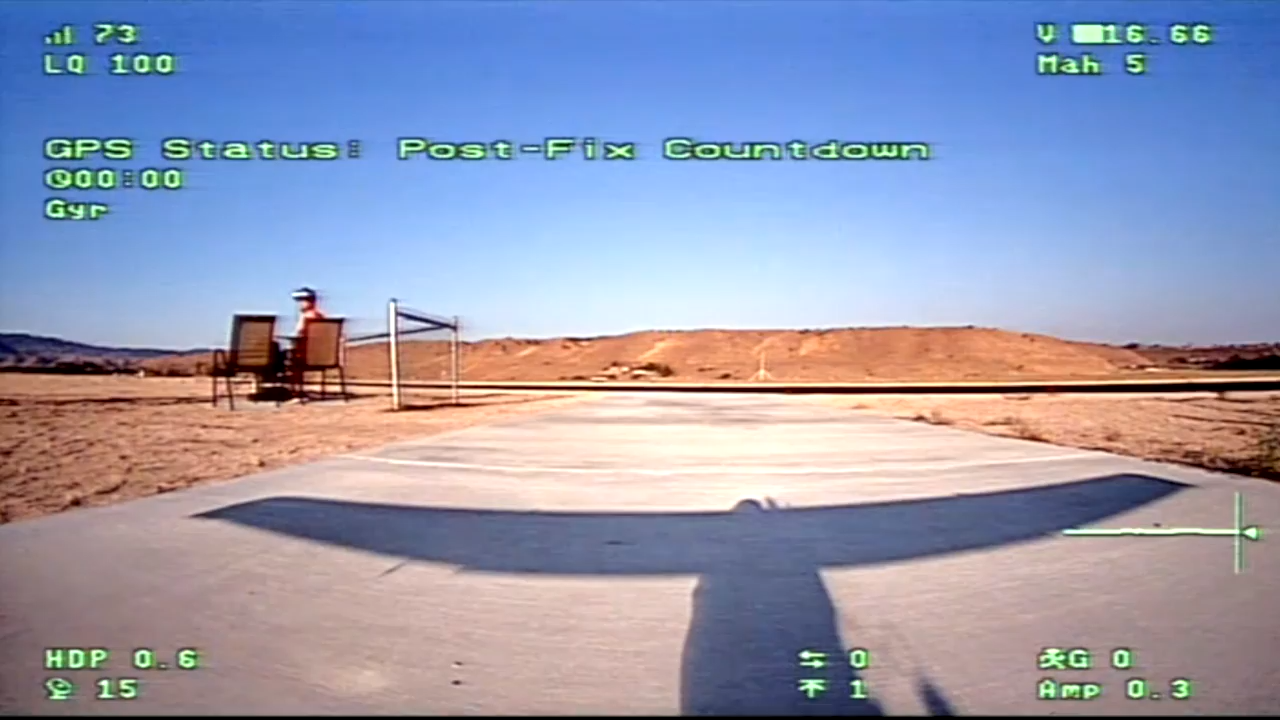 73
LQ 100
V 16.66
Mah 5
GPS Status: Post-Fix Countdown
00:00
Gyr
HDP 0.6
15
0
1
G 0
Amp 0.3